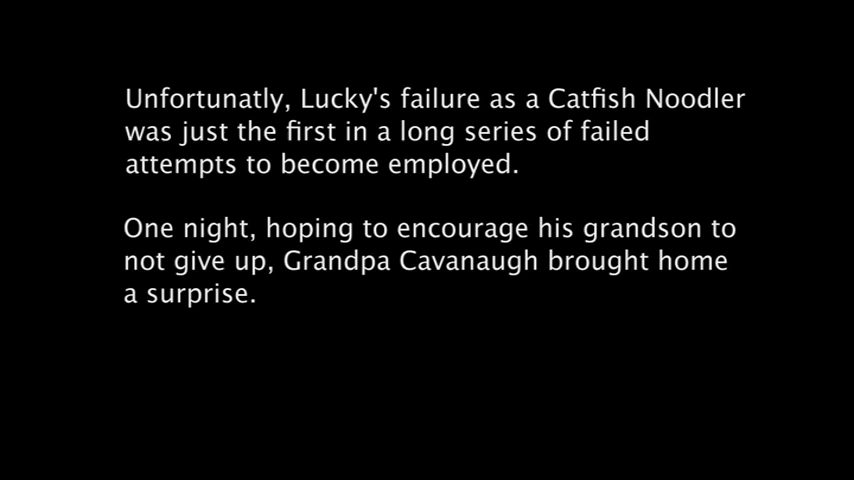 Unfortunatly, Lucky's failure as a Catfish Noodler
was just the first in a long series of failed
attempts to become employed.
One night, hoping to encourage his grandson to
not give up, Grandpa Cavanaugh brought home
a surprise.